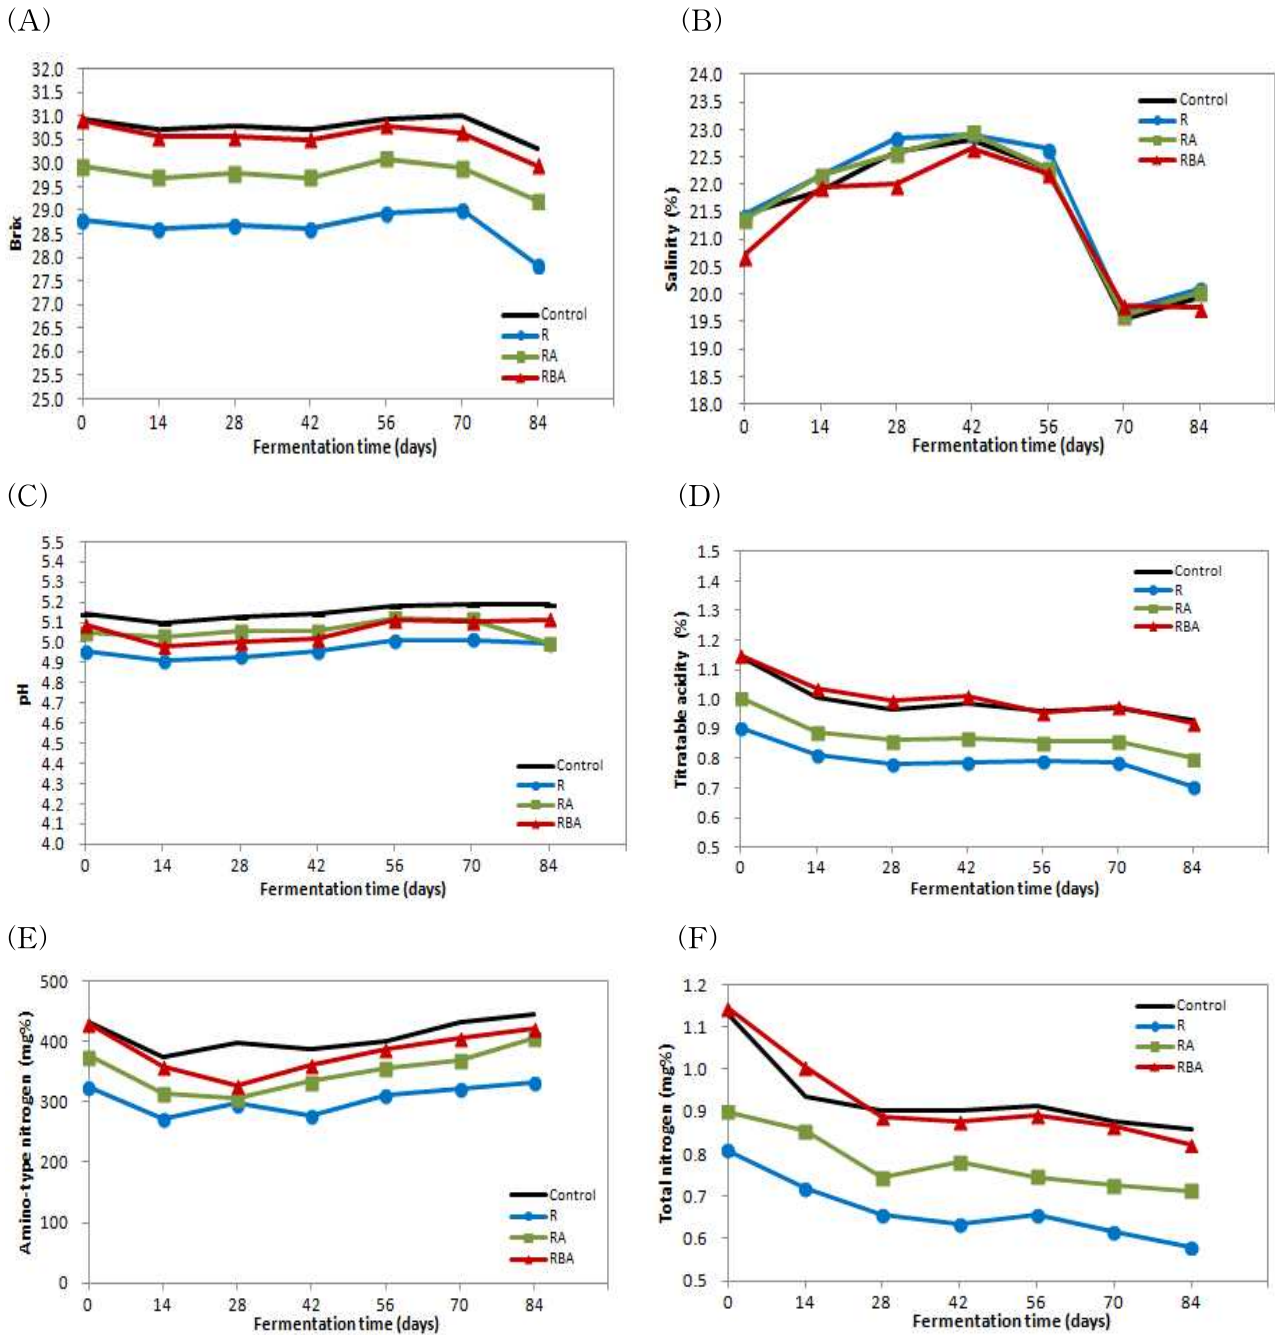 (A)
32.0
31.5
31.0
30.5
30.0
29.5
29.0
28.5
28.0
27.5
27.0
26.5
26.0
25.5
25.0
Brix
Control
R
RA
RBA
0 14 28 42 56 70 84
Fermentation time (days)
(B)
24.0
23.5
23.0
22.5
22.0
21.5
21.0
20.5
20.0
19.5
19.0
18.5
18.0
Salinity (%)
Control
R
RA
RBA
0 14 28 42 56 70 84
Fermentation time (days)
(C)
5.5
5.4
5.3
5.2
5.1
5.0
4.9
4.8
4.7
4.6
4.5
4.4
4.3
4.2
4.1
4.0
pH
Control
R
RA
RBA
0 14 28 42 56 70 84
Fermentation time (days)
(D)
1.5
1.4
1.3
1.2
1.1
1.0
0.9
0.8
0.7
0.6
0.5
Titratable acidity (%)
Control
R
RA
RBA
0 14 28 42 56 70 84
Fermentation time (days)
(E)
500
400
300
200
100
0
Amino-type nitrogen (mg%)
Control
R
RA
RBA
0 14 28 42 56 70 84
Fermentation time (days)
(F)
1.2
1.1
1.0
0.9
0.8
0.7
0.6
0.5
Total nitrogen (mg%)
Control
R
RA
RBA
0 14 28 42 56 70 84
Fermentation time (days)